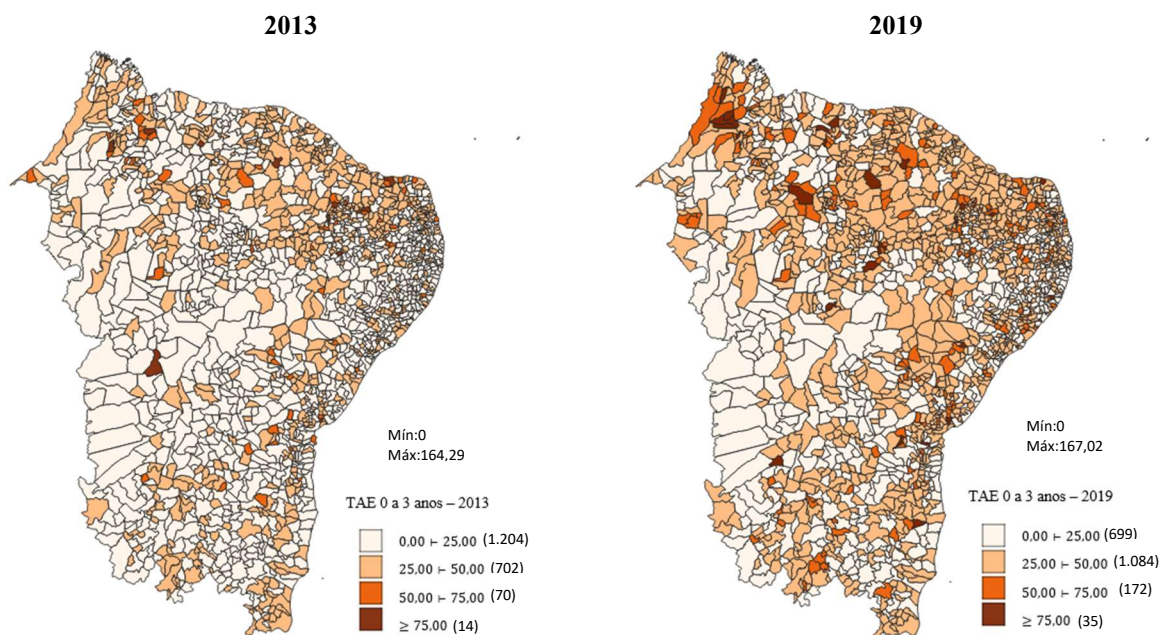 2013
Mín:0
Máx:164,29
TAE 0 a 3 anos – 2013
0,00 ⊢ 25,00 (1.204)
25,00 ⊢ 50,00 (702)
50,00 ⊢ 75,00 (70)
≥ 75,00 (14)
2019
Mín:0
Máx:167,02
TAE 0 a 3 anos – 2019
0,00 ⊢ 25,00 (699)
25,00 ⊢ 50,00 (1.084)
50,00 ⊢ 75,00 (172)
≥ 75,00 (35)